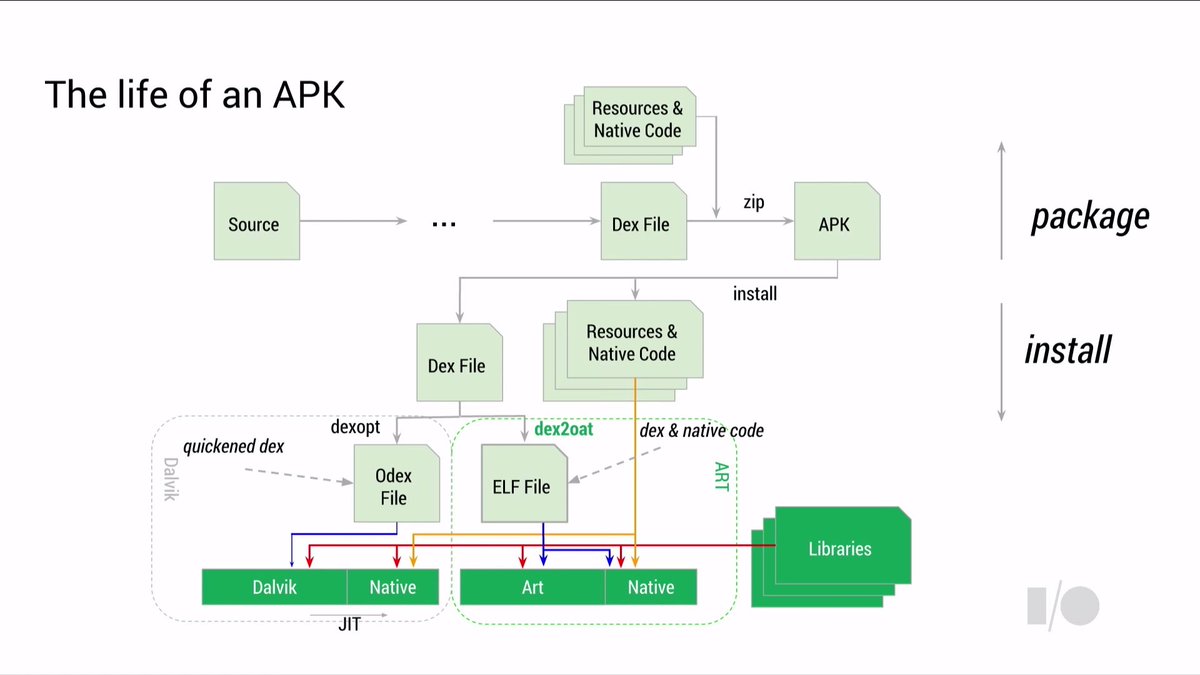 The life of an APK
Resources &
Native Code
Source
...
Dex File
zip
APK
package
install
Dex File
Resources &
Native Code
install
dexopt
dex2oat
dex & native code
quickened dex
Dalvik
Odex
File
ELF File
ART
Libraries
Dalvik
Native
Art
Native
JIT
I/O